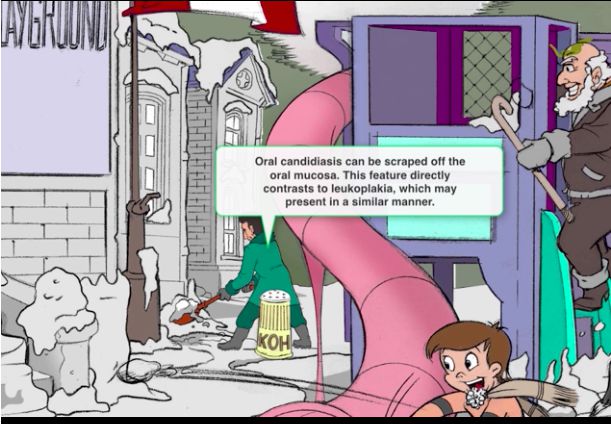 PLAYGROUND
Oral candidiasis can be scraped off the
oral mucosa. This feature directly
contrasts to leukoplakia, which may
present in a similar manner.
KOH